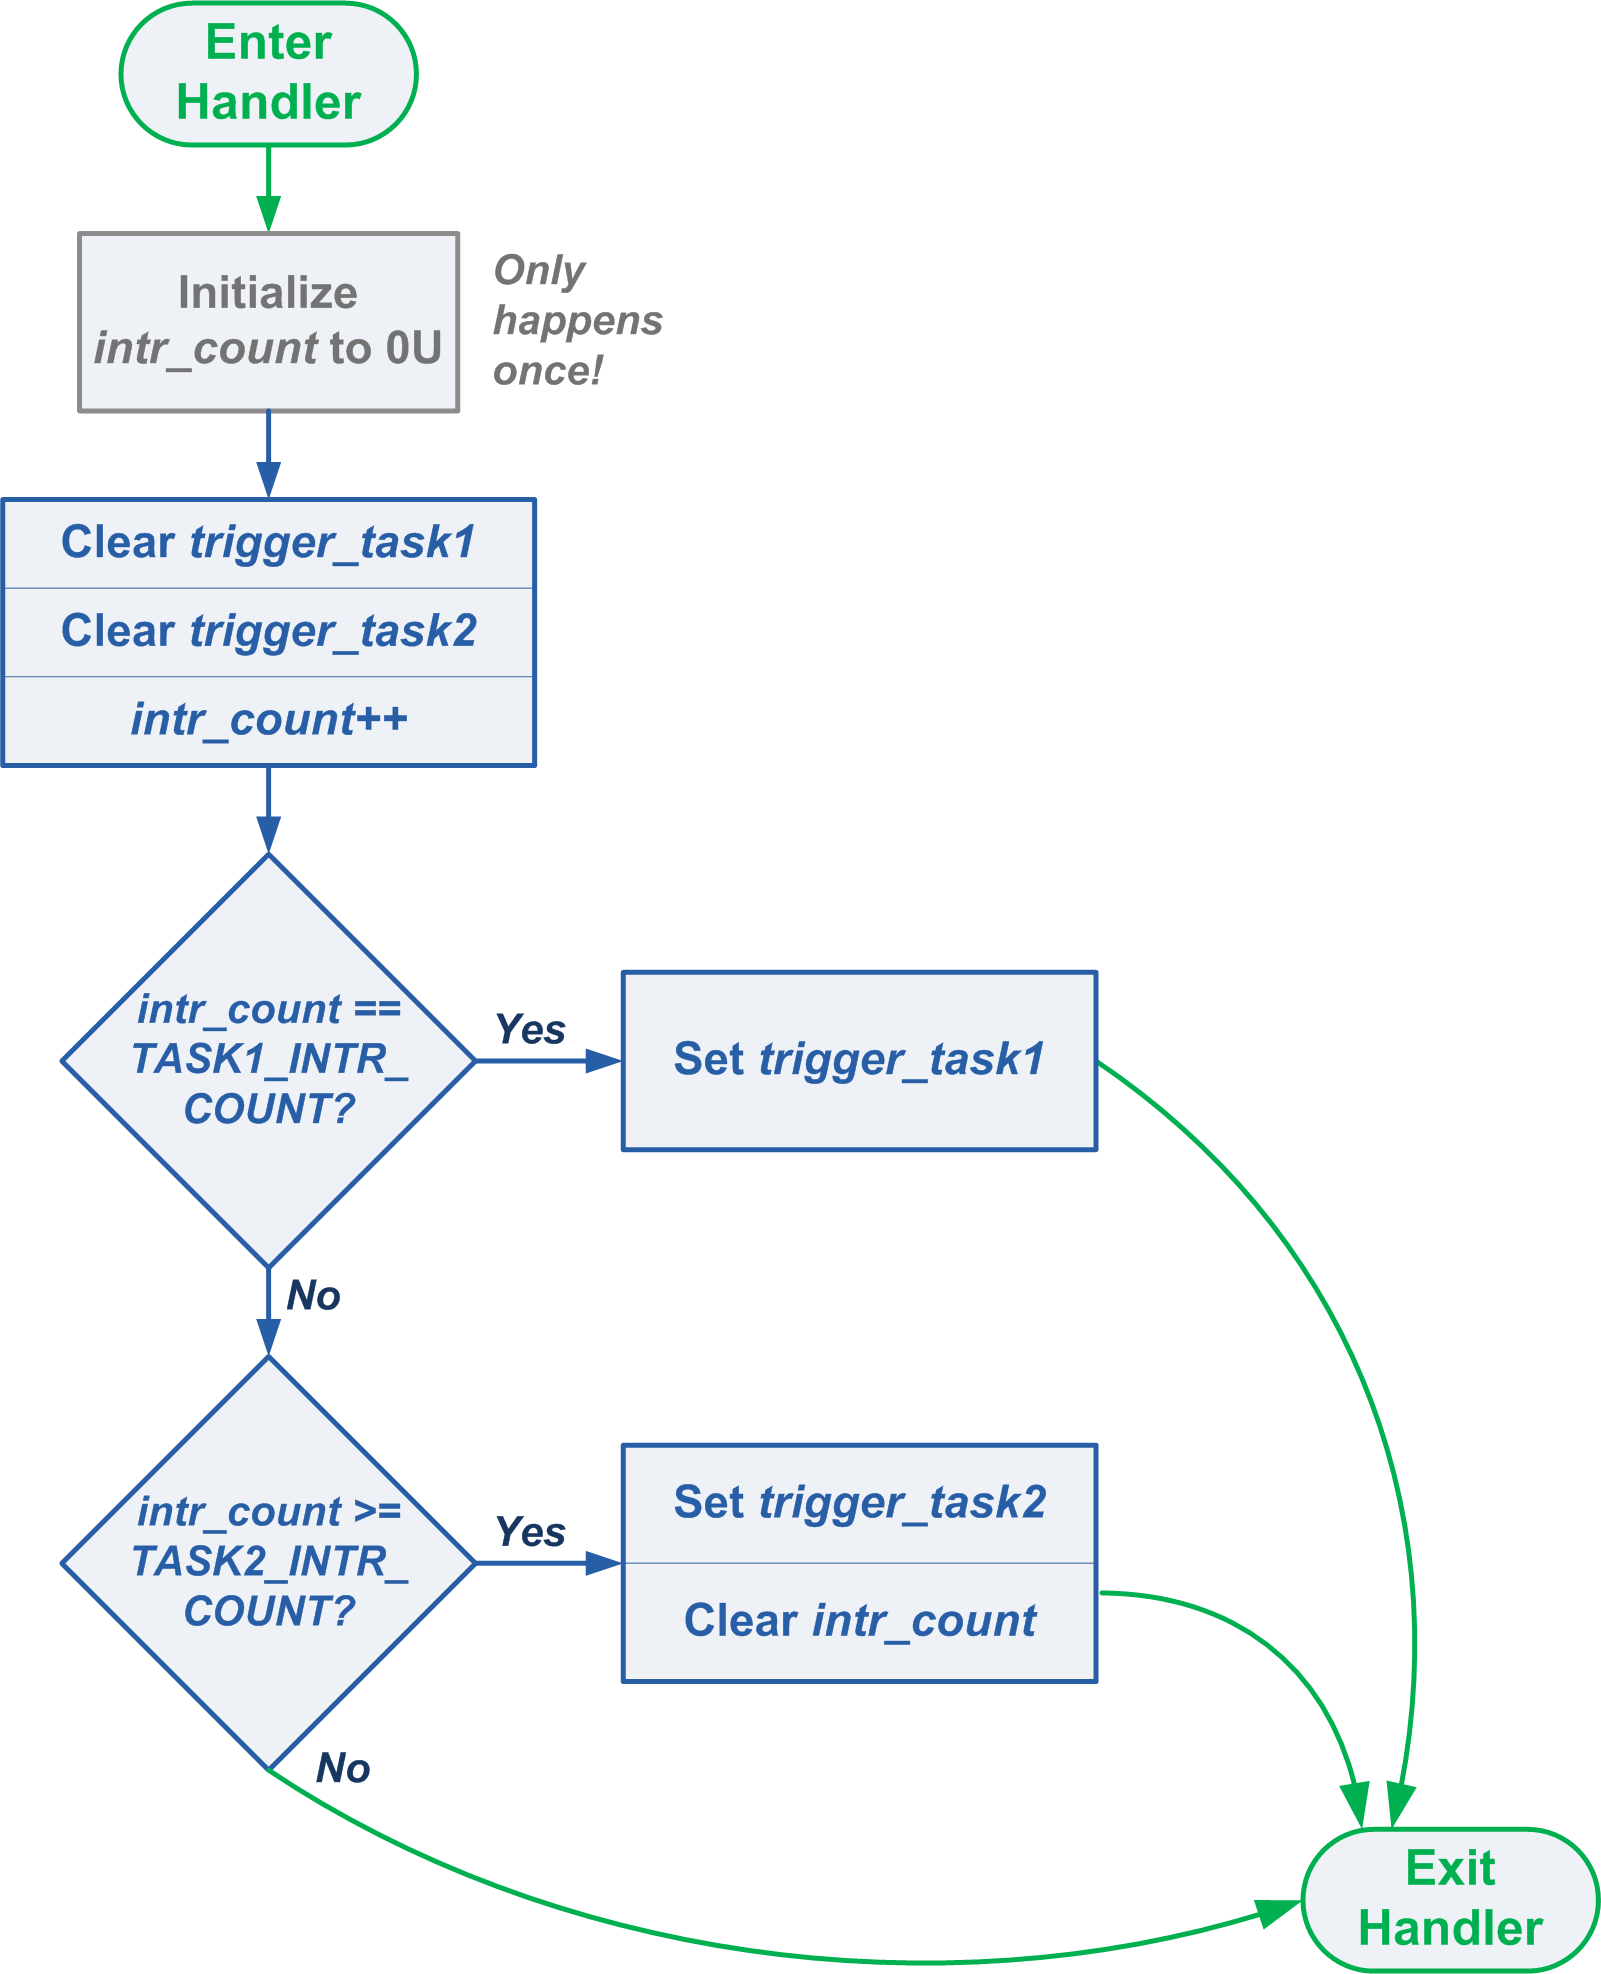 Enter
Handler
Initialize
intr_count to 0U
Only
happens
once!
Clear trigger_task1
Clear trigger_task2
intr_count++
intr_count ==
TASK1_INTR_
COUNT?
Yes
Set trigger_task1
No
intr_count >=
TASK2_INTR_
COUNT?
Yes
Set trigger_task2
Clear intr_count
No
Exit
Handler